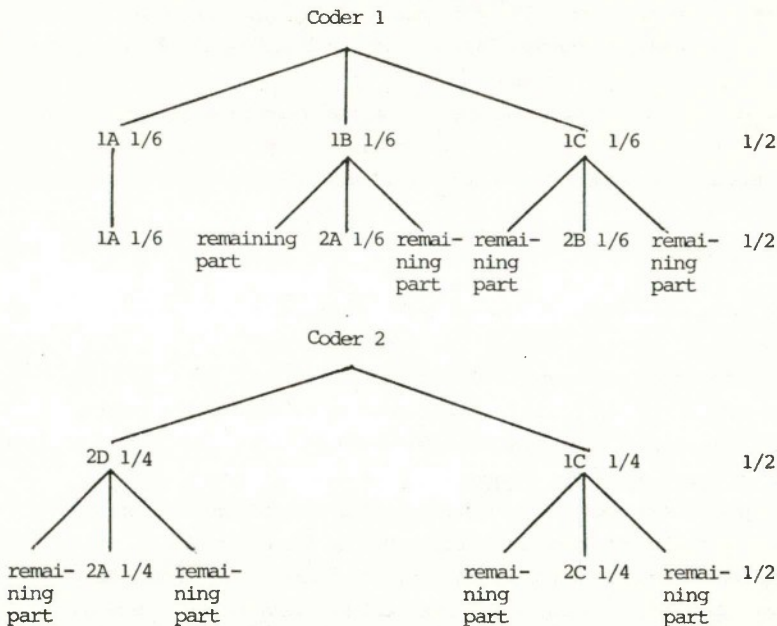 Coder 1
1A 1/6 1B 1/6 1C 1/6 1/2
1A 1/6 remaining 2A 1/6 remai- remai- 2B 1/6 remai- 1/2
part ning ning ning
part part part
Coder 2
2D 1/4 1C 1/4 1/2
remai- 2A 1/4 remai- remai- 2C 1/4 remai- 1/2
ning ning ning ning
part part part part